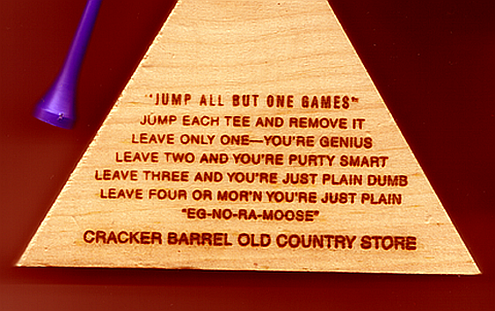 "JUMP ALL BUT ONE GAMES"
JUMP EACH TEE AND REMOVE IT
LEAVE ONLY ONE—YOU'RE GENIUS
LEAVE TWO AND YOU'RE PURTY SMART
LEAVE THREE AND YOU'RE JUST PLAIN DUMB
LEAVE FOUR OR MOR'N YOU'RE JUST PLAIN
"EG-NO-RA-MOOSE"
CRACKER BARREL OLD COUNTRY STORE